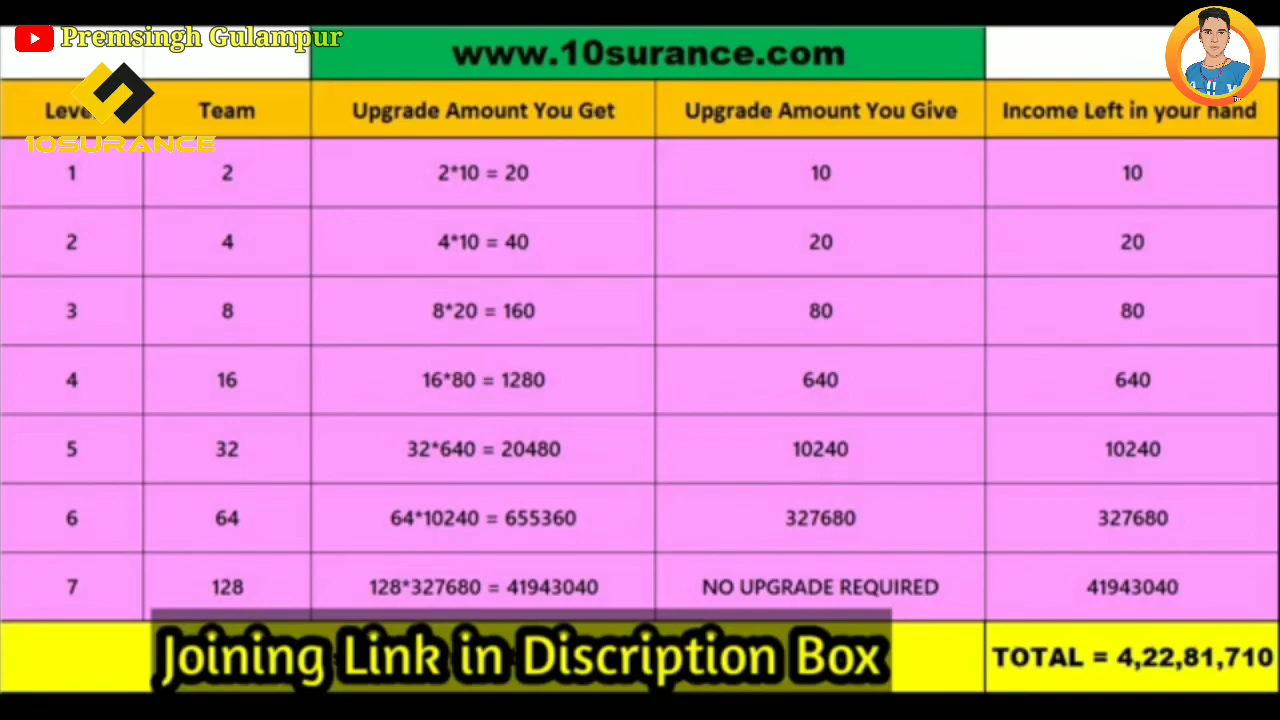 Premsingh Gulampur
www.10surance.com
10SURANCE
Level Team Upgrade Amount You Get Upgrade Amount You Give Income Left in your hand
1 2 2*10 = 20 10 10
2 4 4*10 = 40 20 20
3 8 8*20 = 160 80 80
4 16 16*80 = 1280 640 640
5 32 32*640 = 20480 10240 10240
6 64 64*10240 = 655360 327680 327680
7 128 128*327680 = 41943040 NO UPGRADE REQUIRED 41943040
Joining Link in Discription Box
TOTAL = 4,22,81,710